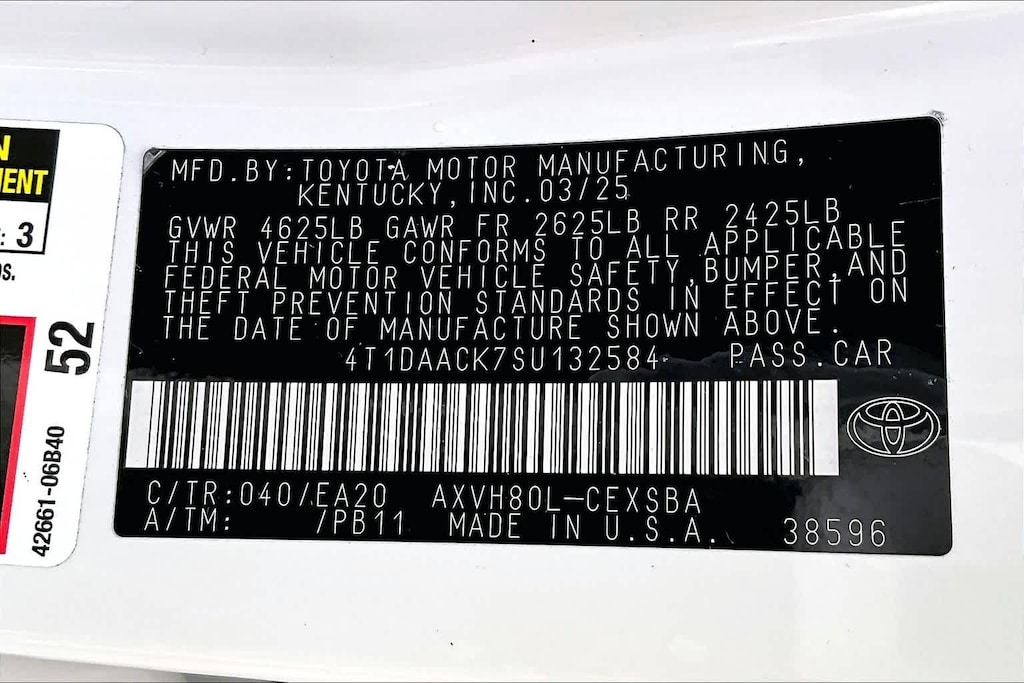 N
MENT
: 3
os.
52
42661-06B40
MFD.BY:TOYOTA MOTOR MANUFACTURING,
KENTUCKY,INC.03/25
GVWR 4625LB GAWR FR 2625LB RR 2425LB
THIS VEHICLE CONFORMS TO ALL APPLICABLE
FEDERAL MOTOR VEHICLE SAFETY,BUMPER,AND
THEFT PREVENTION STANDARDS IN EFFECT ON
THE DATE OF MANUFACTURE SHOWN ABOVE.
4T1DAACK7SU132584 PASS.CAR
C/TR:040/EA20 AXVH80L-CEXSBA
A/TM: /PB11 MADE IN U.S.A. 38596